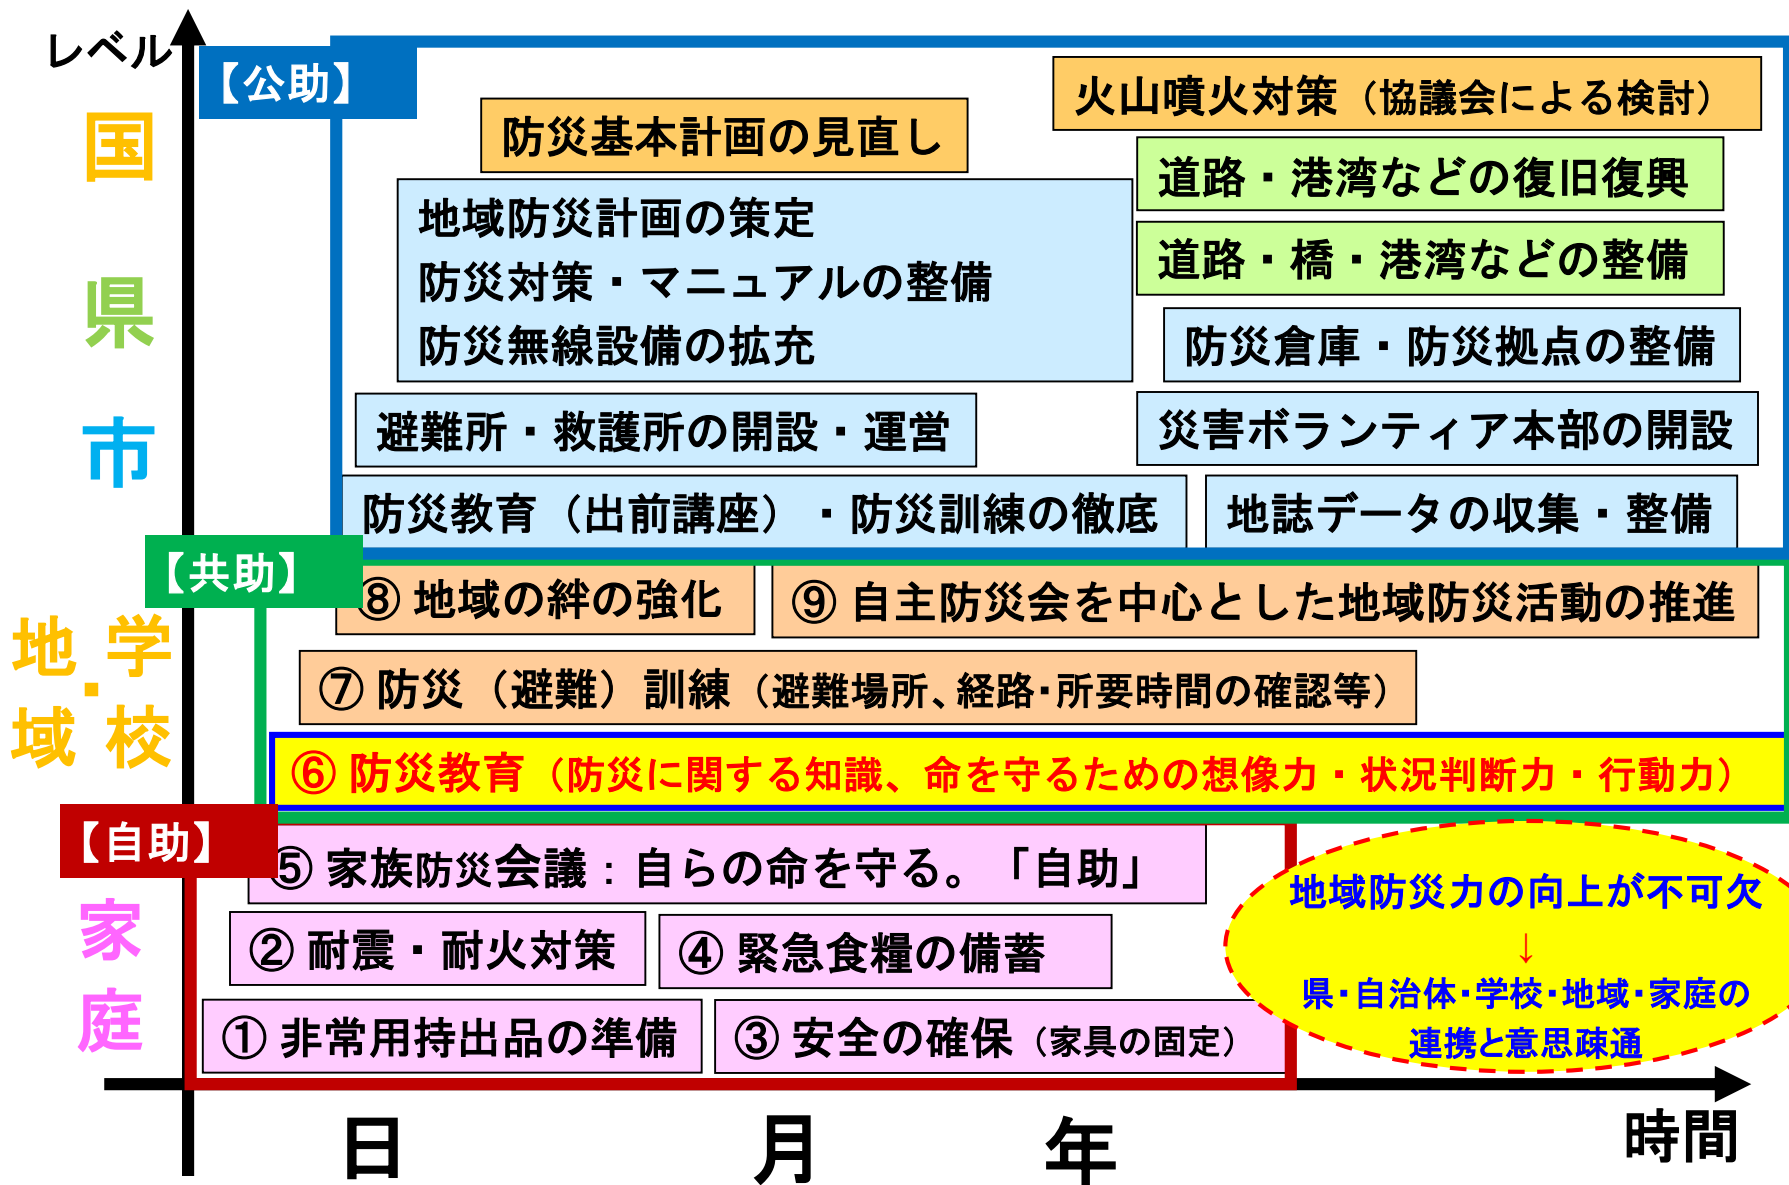 レベル
【公助】
火山噴火対策（協議会による検討）
防災基本計画の見直し
国
道路・港湾などの復旧復興
地域防災計画の策定
防災対策・マニュアルの整備
防災無線設備の拡充
道路・橋・港湾などの整備
県
防災倉庫・防災拠点の整備
避難所・救護所の開設・運営
災害ボランティア本部の開設
市
防災教育（出前講座）・防災訓練の徹底
地誌データの収集・整備
【共助】
⑧ 地域の絆の強化
⑨ 自主防災会を中心とした地域防災活動の推進
学校・
地域
⑦ 防災（避難）訓練（避難場所、経路・所要時間の確認等）
⑥ 防災教育（防災に関する知識、命を守るための想像力・状況判断力・行動力）
【自助】
⑤ 家族防災会議：自らの命を守る。「自助」
家庭
② 耐震・耐火対策
④ 緊急食糧の備蓄
① 非常用持出品の準備
③ 安全の確保（家具の固定）
地域防災力の向上が不可欠
↓
県・自治体・学校・地域・家庭の
連携と意思疎通
日
月
年
時間